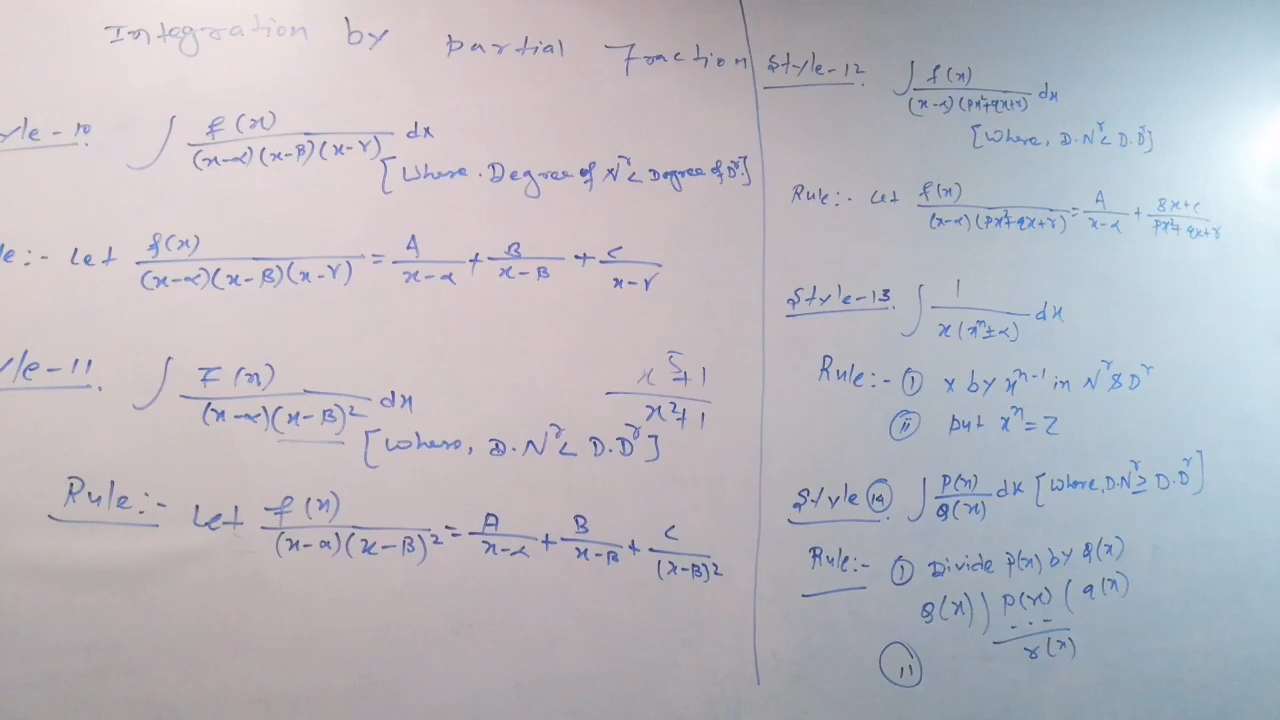 Integration by partial Fraction
yle-10. ∫ f(x)/((x-α)(x-β)(x-γ)) dx
[Where. Degree of Nʳ < Degree of Dʳ.]
le:- Let f(x)/((x-α)(x-β)(x-γ)) = A/(x-α) + B/(x-β) + C/(x-γ)
yle-11. ∫ F(x)/((x-α)(x-β)²) dx
x⁵+1/x²+1
[Where, D.Nʳ < D.Dʳ]
Rule:- Let f(x)/((x-α)(x-β)²) = A/(x-α) + B/(x-β) + C/(x-β)²
Style-12. ∫ f(x)/((x-α)(px²+qx+r)) dx
[Where, D.Nʳ < D.Dʳ]
Rule:- Let f(x)/((x-α)(px²+qx+r)) = A/(x-α) + Bx+C/(px²+qx+r)
Style-13. ∫ 1/(x(xⁿ±α)) dx
Rule:- ① x by xⁿ⁻¹ in Nʳ & Dʳ
ⅱ put xⁿ=Z
Style ⑭ ∫ P(x)/Q(x) dx [Where, D.Nʳ ≥ D.Dʳ]
Rule:- ① Divide P(x) by Q(x)
Q(x)) P(x) (q(x)
...
r(x)
ⅱ